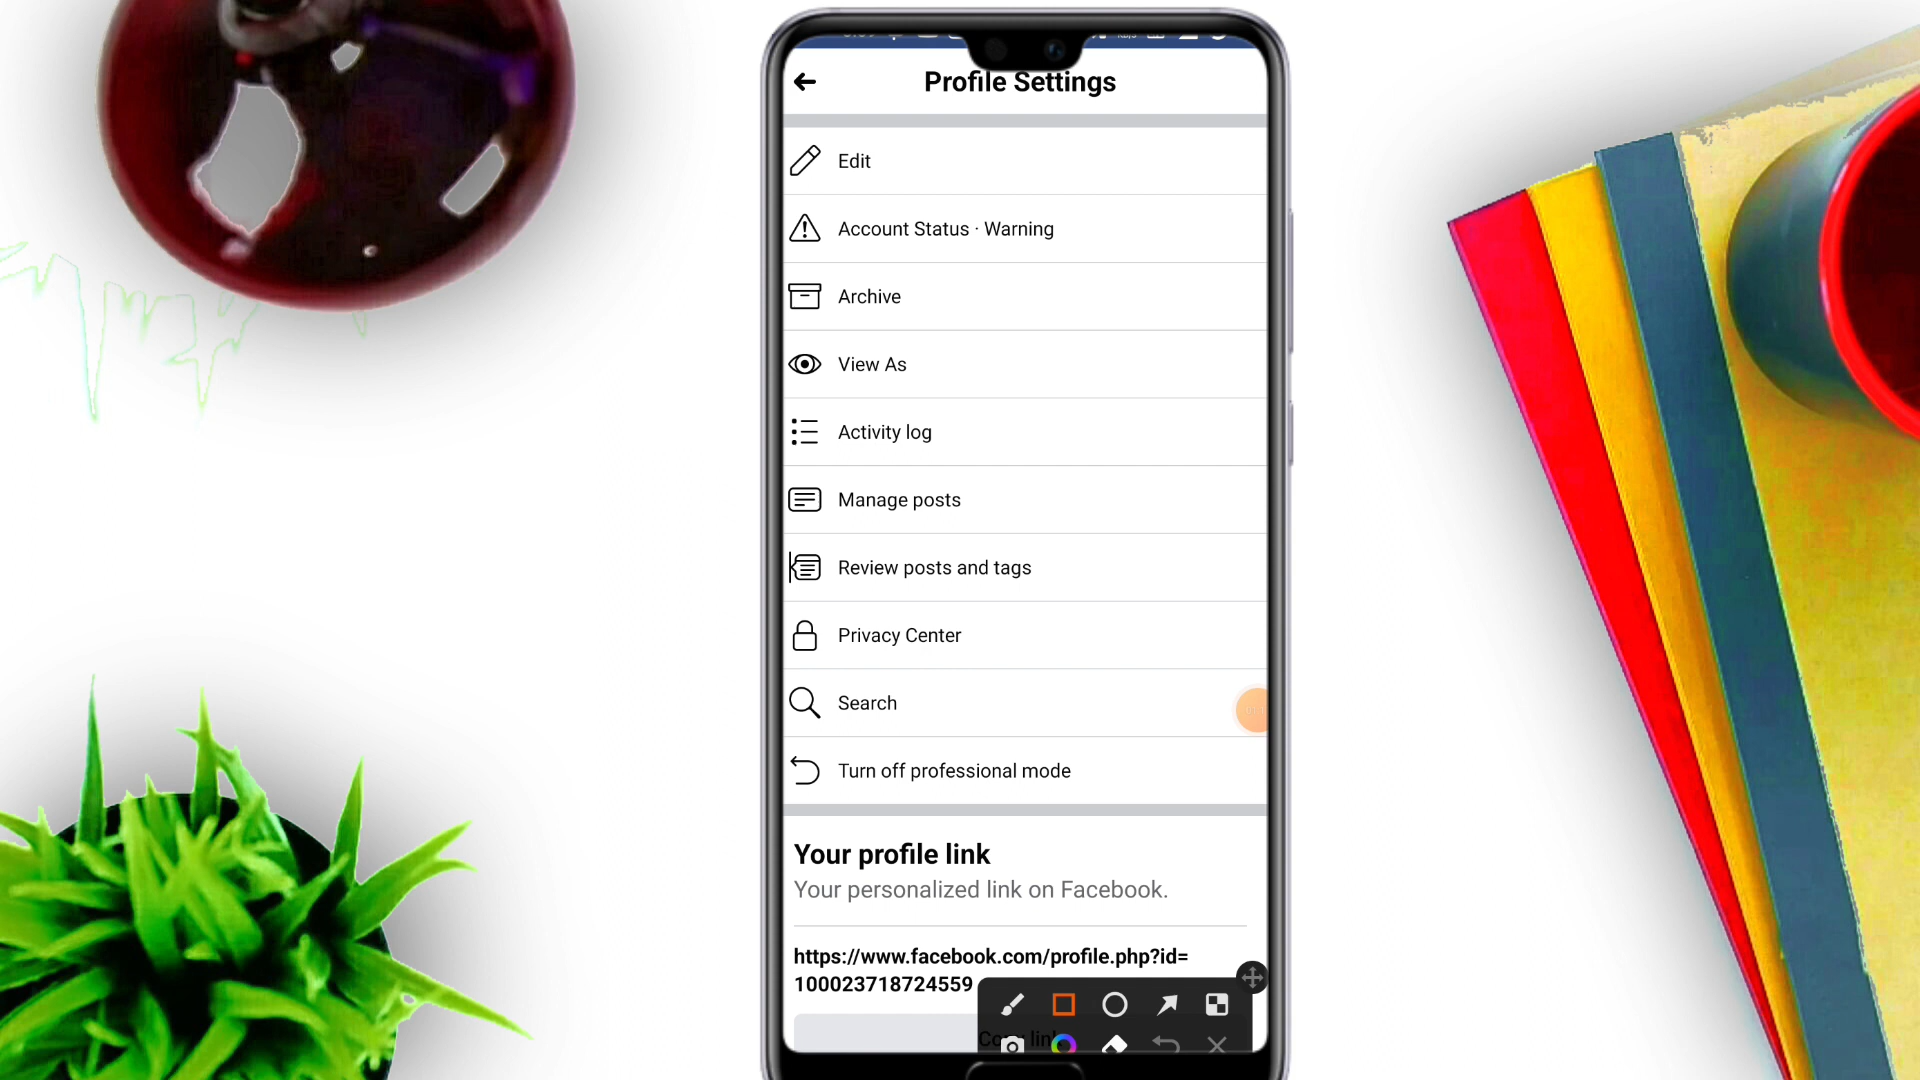 Profile Settings
Edit
Account Status · Warning
Archive
View As
Activity log
Manage posts
Review posts and tags
Privacy Center
Search
Turn off professional mode
Your profile link
Your personalized link on Facebook.
https://www.facebook.com/profile.php?id=
100023718724559